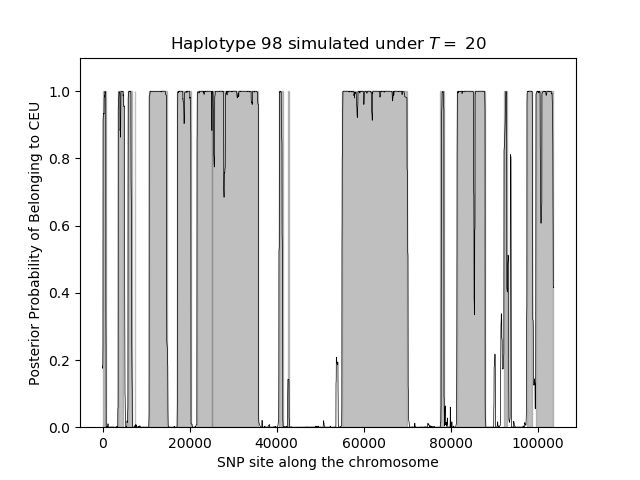 Haplotype 98 simulated under T = 20
Posterior Probability of Belonging to CEU
1.0
0.8
0.6
0.4
0.2
0.0
0 20000 40000 60000 80000 100000
SNP site along the chromosome